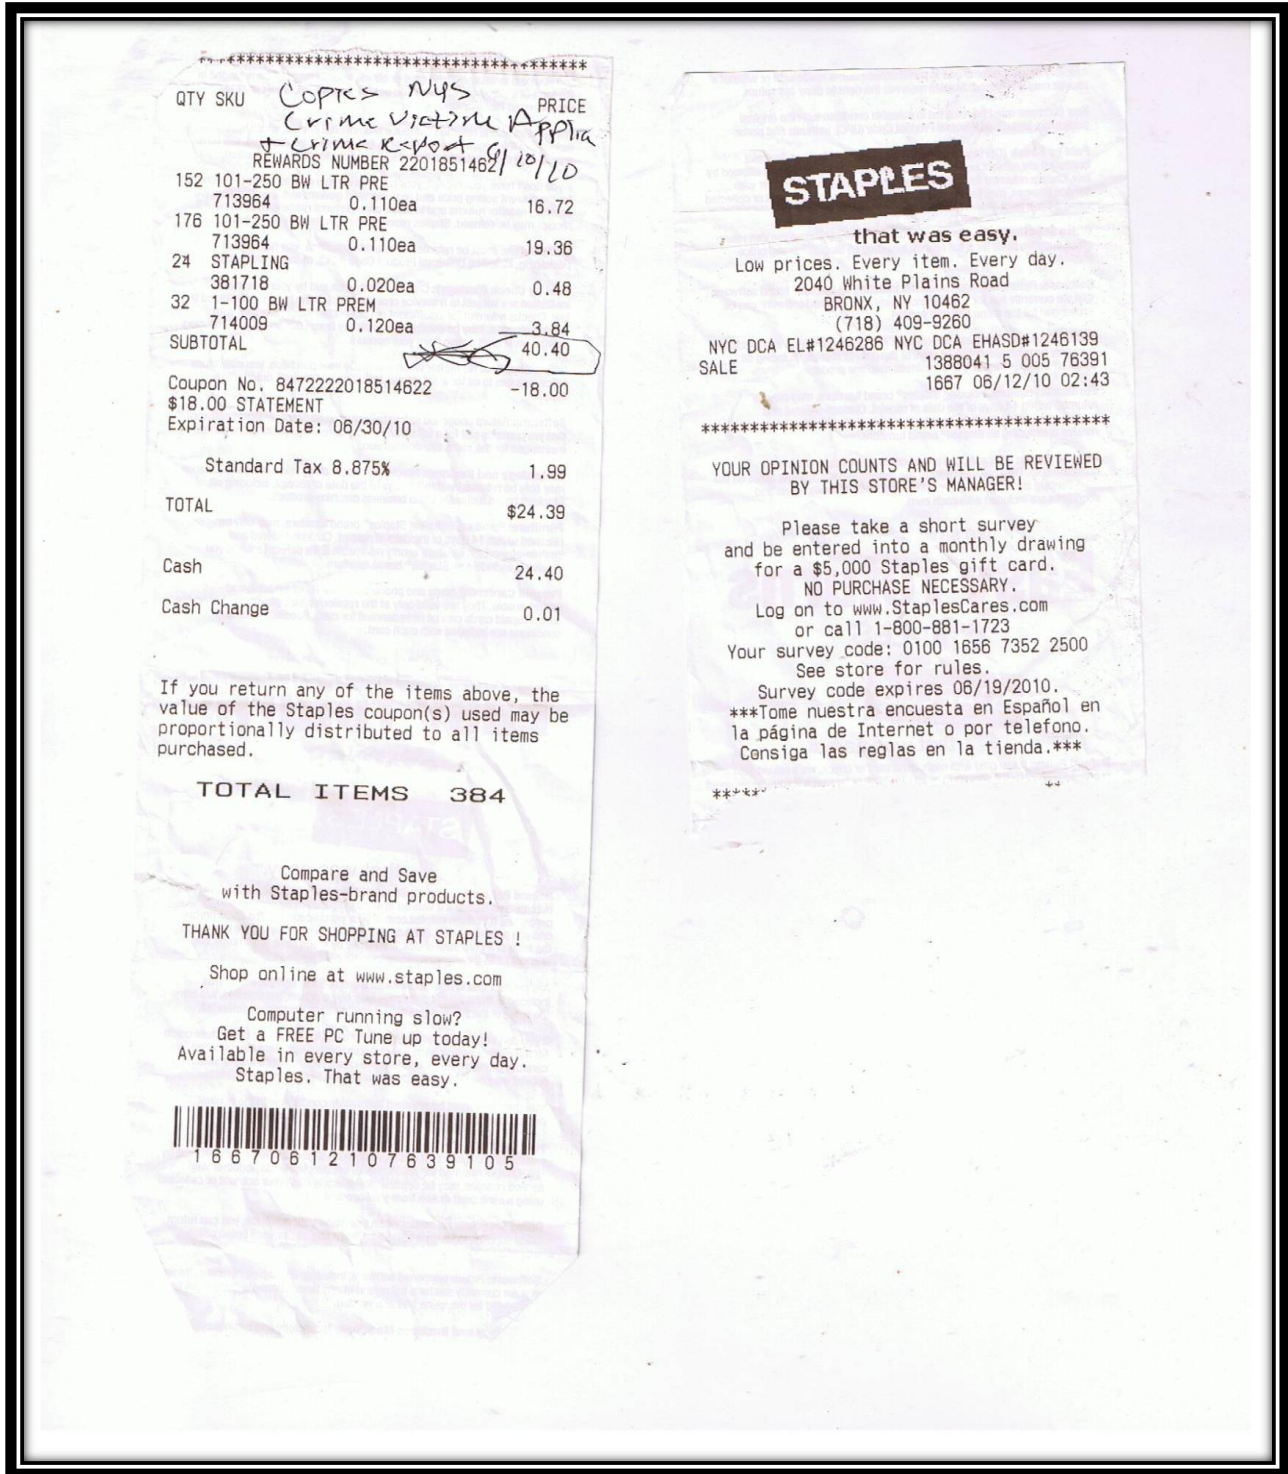 ****************************************
QTY SKU Copies NYS PRICE
Crime Victim
+ Crime Report 6/10/10
REWARDS NUMBER 2201851462
152 101-250 BW LTR PRE
713964 0.110ea 16.72
176 101-250 BW LTR PRE
713964 0.110ea 19.36
24 STAPLING
381718 0.020ea 0.48
32 1-100 BW LTR PREM
714009 0.120ea 3.84
SUBTOTAL 40.40
Coupon No. 8472222018514622 -18.00
$18.00 STATEMENT
Expiration Date: 06/30/10
Standard Tax 8.875% 1.99
TOTAL $24.39
Cash 24.40
Cash Change 0.01
If you return any of the items above, the
value of the Staples coupon(s) used may be
proportionally distributed to all items
purchased.
TOTAL ITEMS 384
Compare and Save
with Staples-brand products.
THANK YOU FOR SHOPPING AT STAPLES !
Shop online at www.staples.com
Computer running slow?
Get a FREE PC Tune up today!
Available in every store, every day.
Staples. That was easy.
16670612107639105
STAPLES
that was easy.
Low prices. Every item. Every day.
2040 White Plains Road
BRONX, NY 10462
(718) 409-9260
NYC DCA EL#1246286 NYC DCA EHASD#1246139
SALE 1388041 5 005 76391
1667 06/12/10 02:43
******************************************
YOUR OPINION COUNTS AND WILL BE REVIEWED
BY THIS STORE'S MANAGER!
Please take a short survey
and be entered into a monthly drawing
for a $5,000 Staples gift card.
NO PURCHASE NECESSARY.
Log on to www.StaplesCares.com
or call 1-800-881-1723
Your survey code: 0100 1656 7352 2500
See store for rules.
Survey code expires 06/19/2010.
***Tome nuestra encuesta en Español en
la página de Internet o por telefono.
Consiga las reglas en la tienda.***